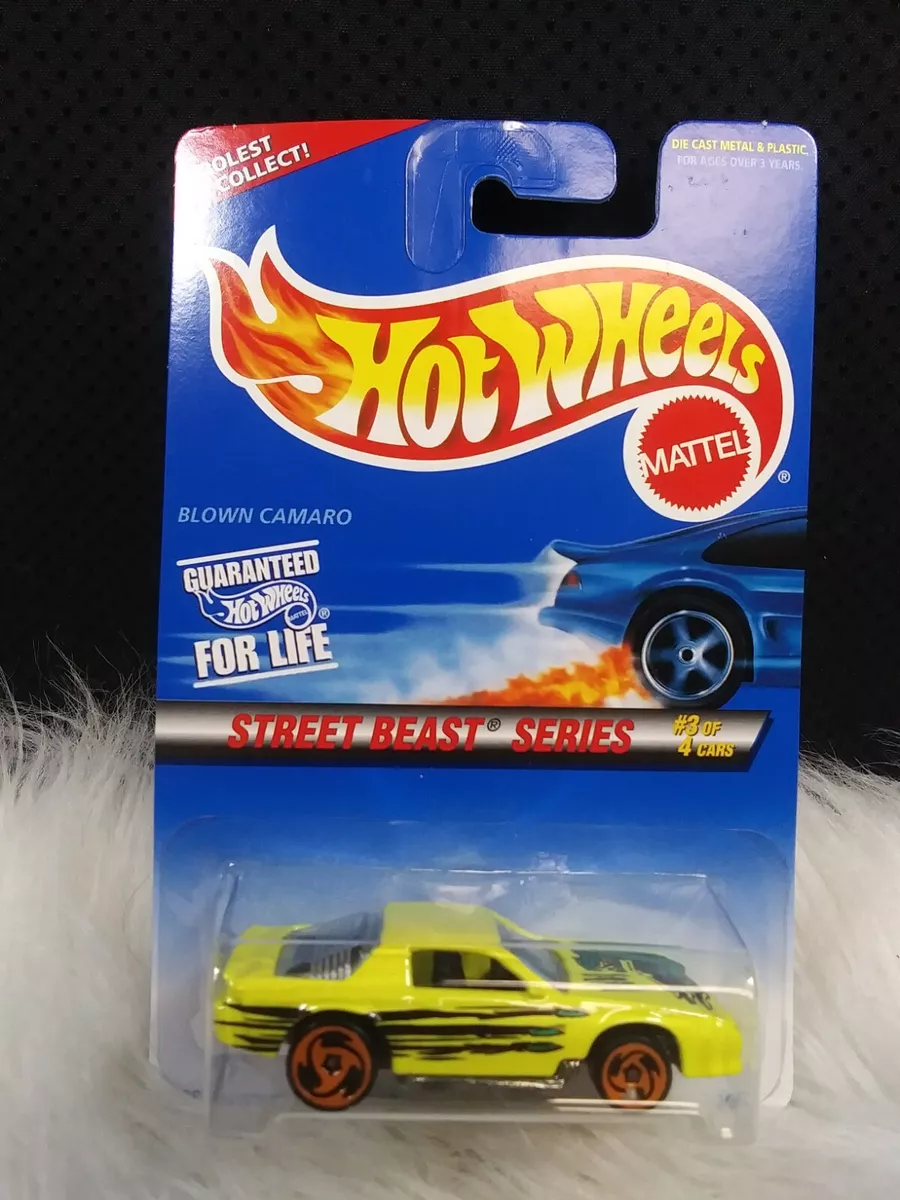 COLLECT!
DIE CAST METAL & PLASTIC.
FOR AGES OVER 3 YEARS.
Hot Wheels
MATTEL
®
BLOWN CAMARO
GUARANTEED
Hot Wheels ®
MATTEL
FOR LIFE
STREET BEAST® SERIES
#3 OF
4 CARS